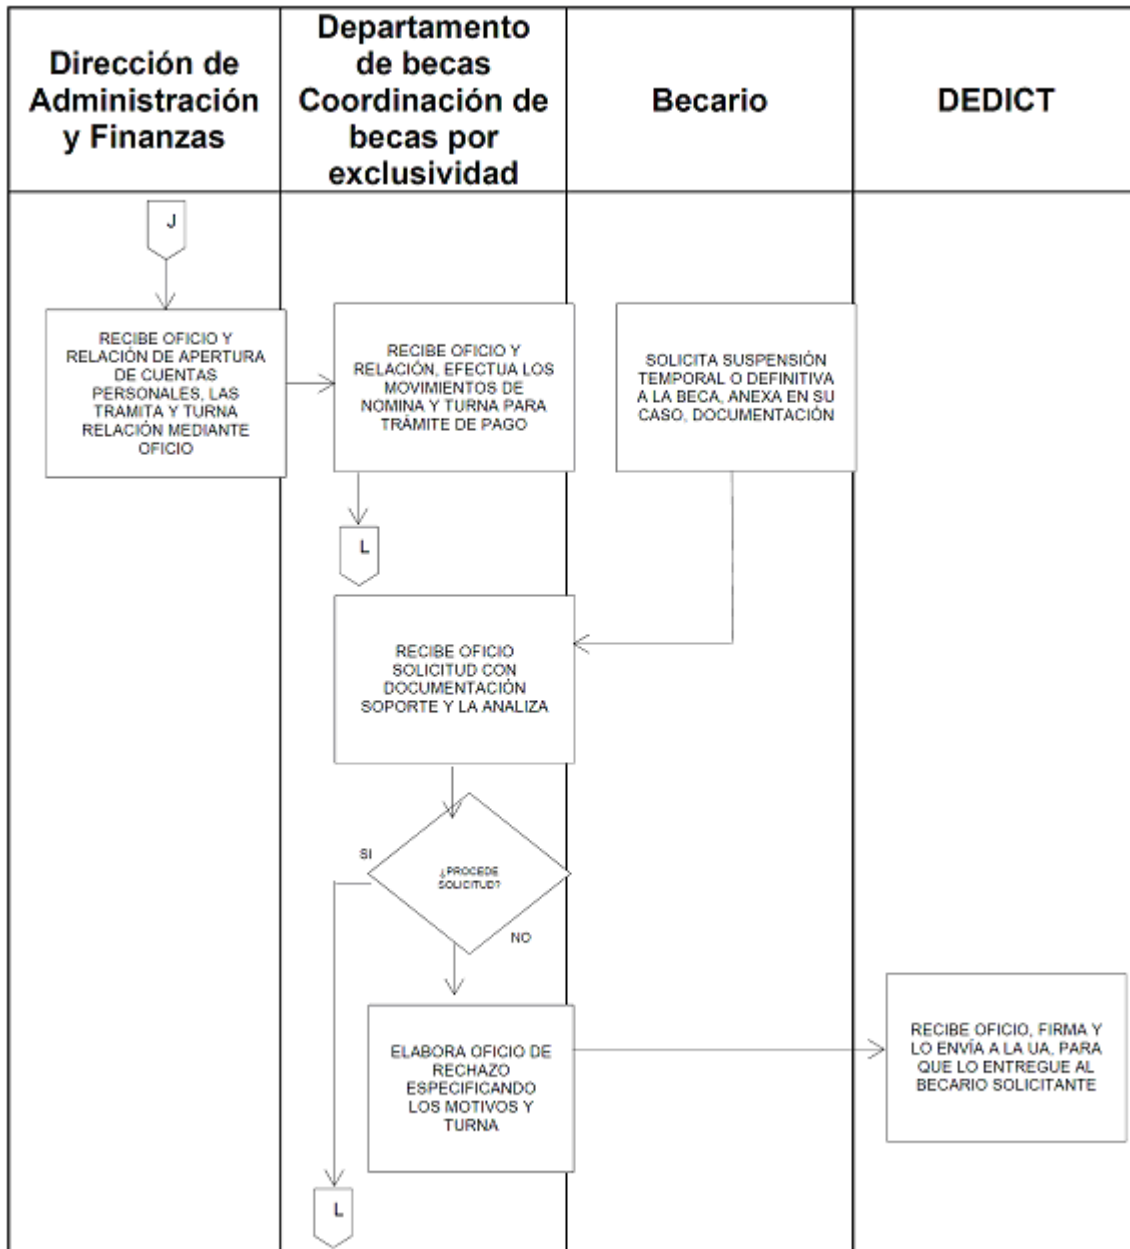 Dirección de
Administración
y Finanzas
Departamento
de becas
Coordinación de
becas por
exclusividad
Becario
DEDICT
J
RECIBE OFICIO Y
RELACIÓN DE APERTURA
DE CUENTAS
PERSONALES, LAS
TRAMITA Y TURNA
RELACIÓN MEDIANTE
OFICIO
RECIBE OFICIO Y
RELACIÓN, EFECTUA LOS
MOVIMIENTOS DE
NOMINA Y TURNA PARA
TRÁMITE DE PAGO
SOLICITA SUSPENSIÓN
TEMPORAL O DEFINITIVA
A LA BECA, ANEXA EN SU
CASO, DOCUMENTACIÓN
L
RECIBE OFICIO
SOLICITUD CON
DOCUMENTACIÓN
SOPORTE Y LA ANALIZA
SI
¿PROCEDE
SOLICITUD?
NO
ELABORA OFICIO DE
RECHAZO
ESPECIFICANDO
LOS MOTIVOS Y
TURNA
RECIBE OFICIO, FIRMA Y
LO ENVÍA A LA UA, PARA
QUE LO ENTREGUE AL
BECARIO SOLICITANTE
L